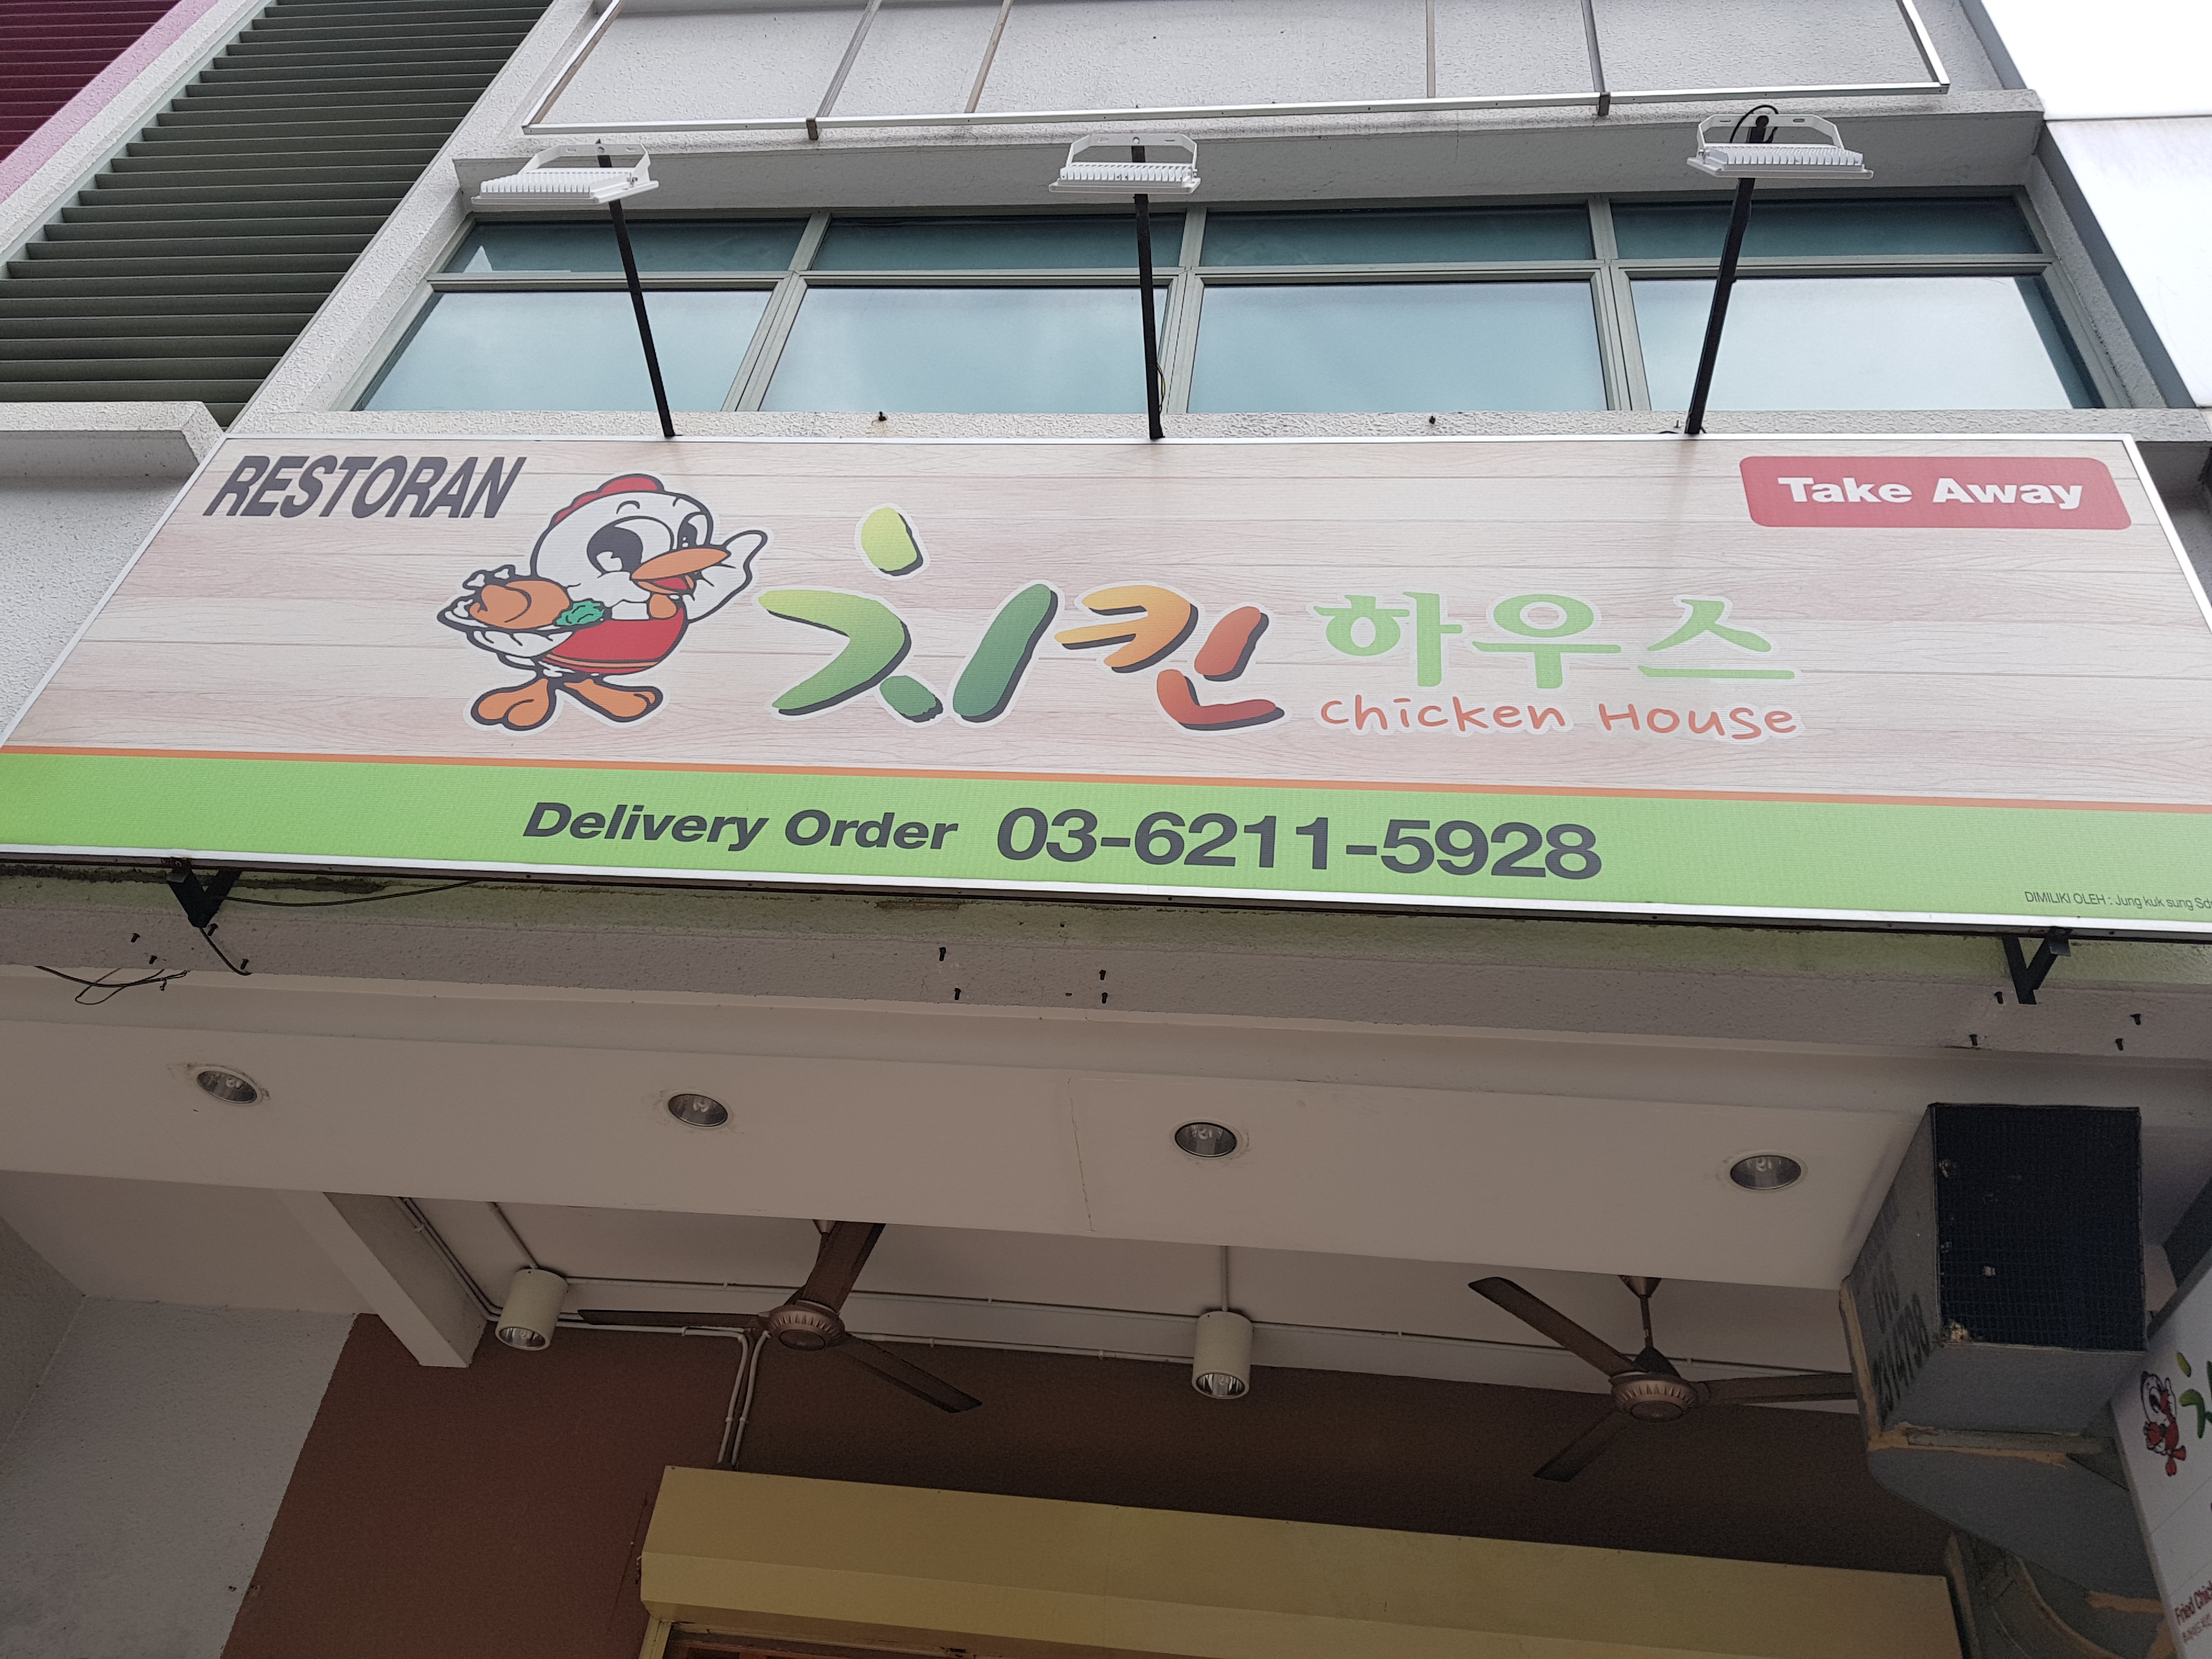 RESTORAN
Take Away
치킨 하우스
Chicken House
Delivery Order 03-6211-5928
DIMILIKI OLEH : Jung kuk sung
Fried